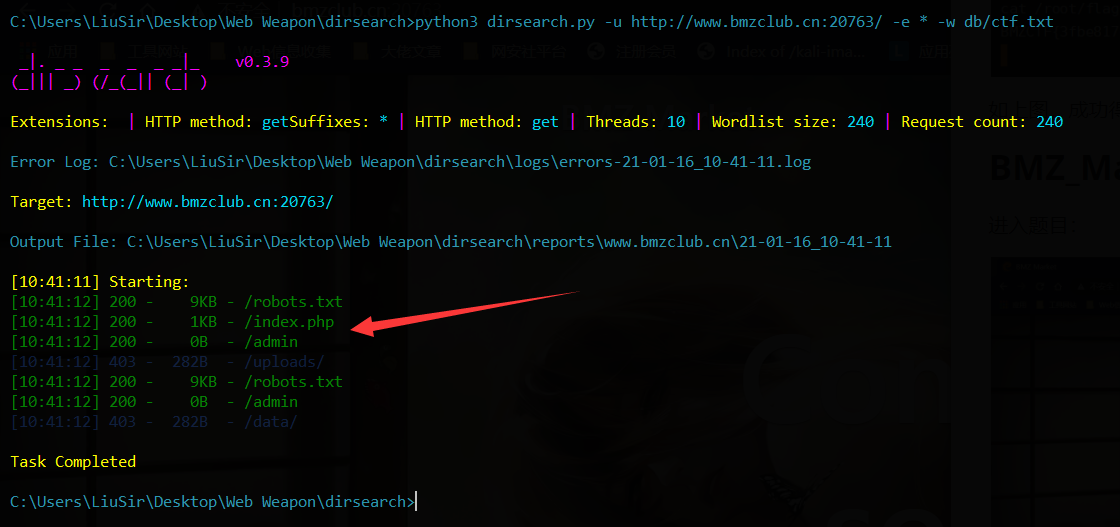 C:\Users\LiuSir\Desktop\Web Weapon\dirsearch>python3 dirsearch.py -u http://www.bmzclub.cn:20763/ -e * -w db/ctf.txt
_|. _ _  _  _  _ _|_    v0.3.9
(_||| _) (/_(_|| (_| )
Extensions:  | HTTP method: getSuffixes: * | HTTP method: get | Threads: 10 | Wordlist size: 240 | Request count: 240
Error Log: C:\Users\LiuSir\Desktop\Web Weapon\dirsearch\logs\errors-21-01-16_10-41-11.log
Target: http://www.bmzclub.cn:20763/
Output File: C:\Users\LiuSir\Desktop\Web Weapon\dirsearch\reports\www.bmzclub.cn\21-01-16_10-41-11
[10:41:11] Starting:
[10:41:12] 200 -    9KB - /robots.txt
[10:41:12] 200 -    1KB - /index.php
[10:41:12] 200 -    0B  - /admin
[10:41:12] 403 -  282B  - /uploads/
[10:41:12] 200 -    9KB - /robots.txt
[10:41:12] 200 -    0B  - /admin
[10:41:12] 403 -  282B  - /data/
Task Completed
C:\Users\LiuSir\Desktop\Web Weapon\dirsearch>
BMZ_Ma
进入题目: